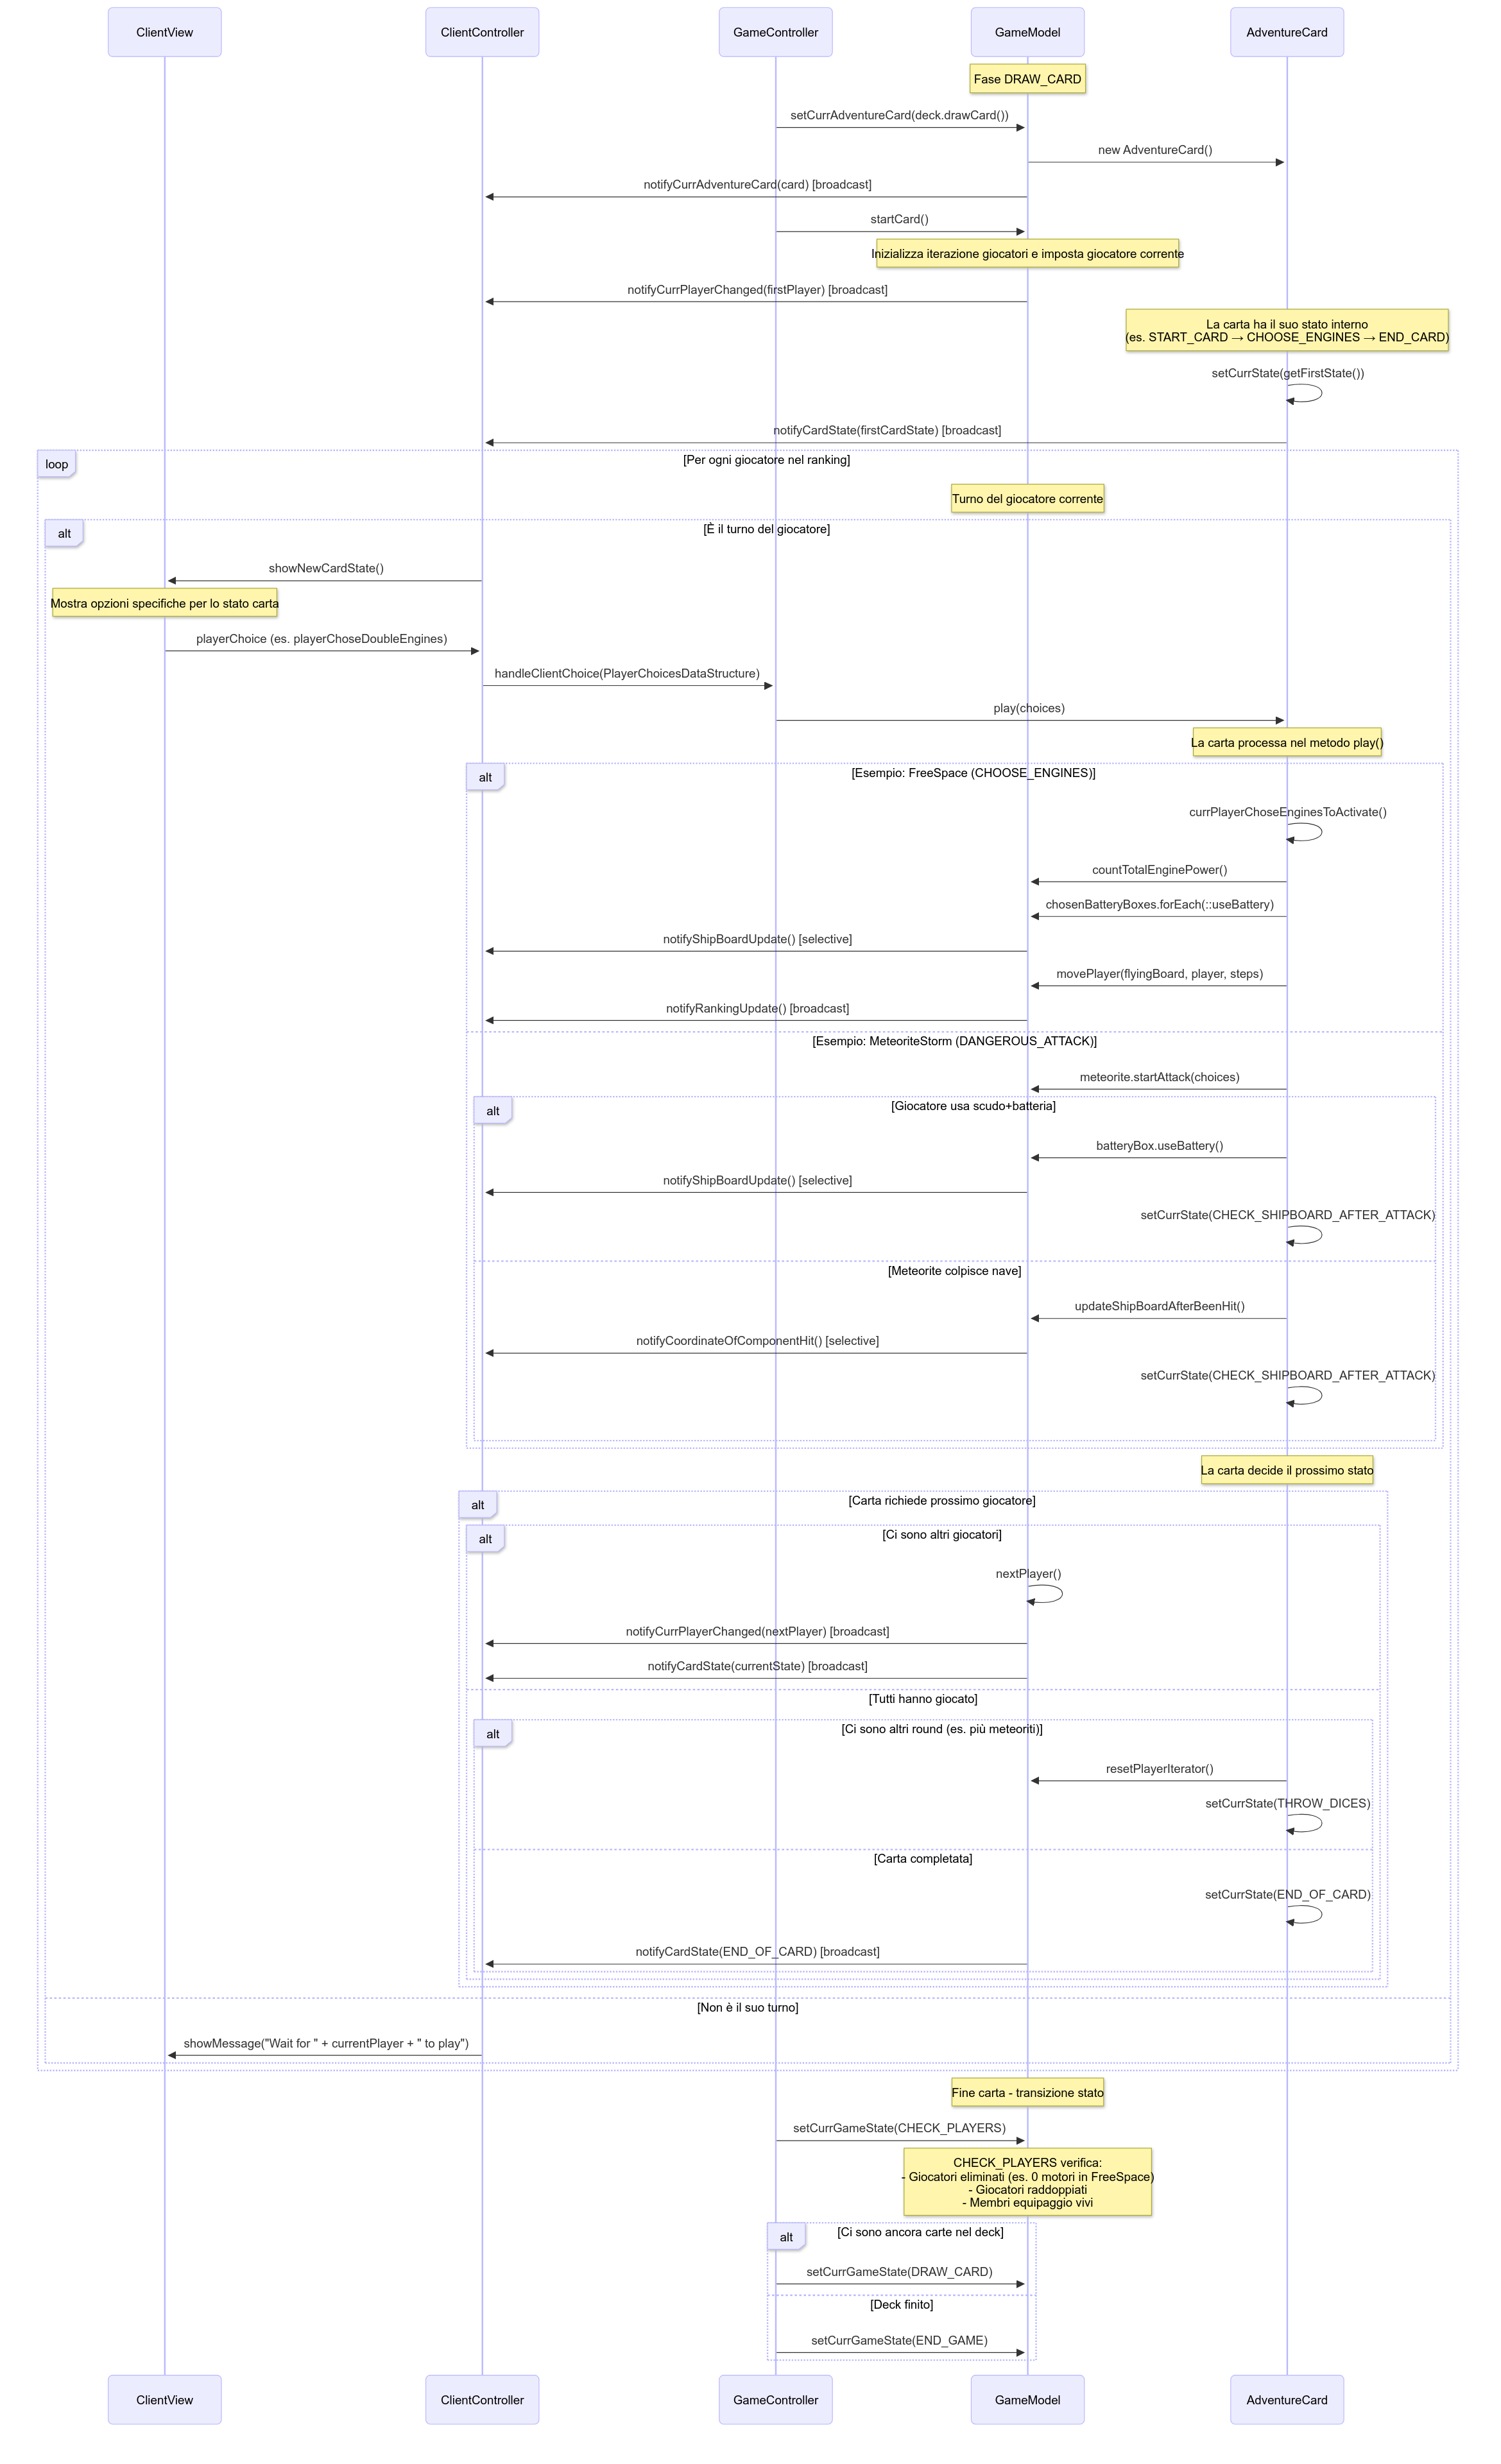 ClientView
ClientController
GameController
GameModel
AdventureCard
Fase DRAW_CARD
setCurrAdventureCard(deck.drawCard())
new AdventureCard()
notifyCurrAdventureCard(card) [broadcast]
startCard()
Inizializza iterazione giocatori e imposta giocatore corrente
notifyCurrPlayerChanged(firstPlayer) [broadcast]
La carta ha il suo stato interno
(es. START_CARD → CHOOSE_ENGINES → END_CARD)
setCurrState(getFirstState())
notifyCardState(firstCardState) [broadcast]
loop
[Per ogni giocatore nel ranking]
Turno del giocatore corrente
alt
[È il turno del giocatore]
showNewCardState()
Mostra opzioni specifiche per lo stato carta
playerChoice (es. playerChoseDoubleEngines)
handleClientChoice(PlayerChoicesDataStructure)
play(choices)
La carta processa nel metodo play()
alt
[Esempio: FreeSpace (CHOOSE_ENGINES)]
currPlayerChoseEnginesToActivate()
countTotalEnginePower()
chosenBatteryBoxes.forEach(::useBattery)
notifyShipBoardUpdate() [selective]
movePlayer(flyingBoard, player, steps)
notifyRankingUpdate() [broadcast]
[Esempio: MeteoriteStorm (DANGEROUS_ATTACK)]
meteorite.startAttack(choices)
alt
[Giocatore usa scudo+batteria]
batteryBox.useBattery()
notifyShipBoardUpdate() [selective]
setCurrState(CHECK_SHIPBOARD_AFTER_ATTACK)
[Meteorite colpisce nave]
updateShipBoardAfterBeenHit()
notifyCoordinateOfComponentHit() [selective]
setCurrState(CHECK_SHIPBOARD_AFTER_ATTACK)
La carta decide il prossimo stato
alt
[Carta richiede prossimo giocatore]
alt
[Ci sono altri giocatori]
nextPlayer()
notifyCurrPlayerChanged(nextPlayer) [broadcast]
notifyCardState(currentState) [broadcast]
[Tutti hanno giocato]
alt
[Ci sono altri round (es. più meteoriti)]
resetPlayerIterator()
setCurrState(THROW_DICES)
[Carta completata]
setCurrState(END_OF_CARD)
notifyCardState(END_OF_CARD) [broadcast]
[Non è il suo turno]
showMessage("Wait for " + currentPlayer + " to play")
Fine carta - transizione stato
setCurrGameState(CHECK_PLAYERS)
CHECK_PLAYERS verifica:
- Giocatori eliminati (es. 0 motori in FreeSpace)
- Giocatori raddoppiati
- Membri equipaggio vivi
alt
[Ci sono ancora carte nel deck]
setCurrGameState(DRAW_CARD)
[Deck finito]
setCurrGameState(END_GAME)
ClientView
ClientController
GameController
GameModel
AdventureCard